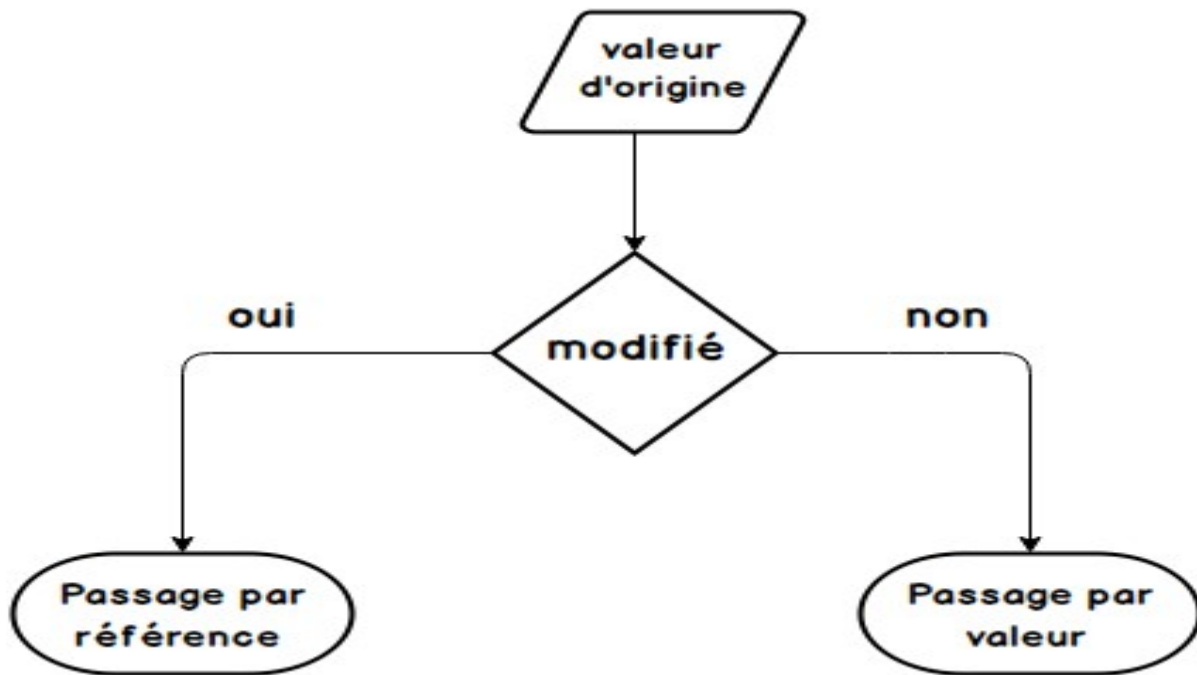 valeur
d'origine
oui
modifié
non
Passage par
référence
Passage par
valeur